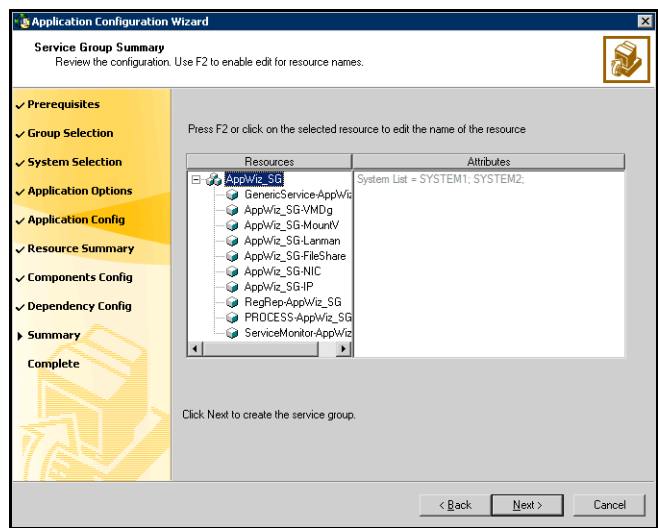 Application Configuration Wizard
Service Group Summary
Review the configuration. Use F2 to enable edit for resource names.
Prerequisites
Group Selection
System Selection
Application Options
Application Config
Resource Summary
Components Config
Dependency Config
Summary
Complete
Press F2 or click on the selected resource to edit the name of the resource
Resources Attributes
AppWiz_SG System List = SYSTEM1; SYSTEM2;
GenericService-AppWiz
AppWiz_SG-VMDg
AppWiz_SG-MountV
AppWiz_SG-Lanman
AppWiz_SG-FileShare
AppWiz_SG-NIC
AppWiz_SG-IP
RegRep-AppWiz_SG
PROCESS-AppWiz_SG
ServiceMonitor-AppWiz
Click Next to create the service group.
< Back Next > Cancel